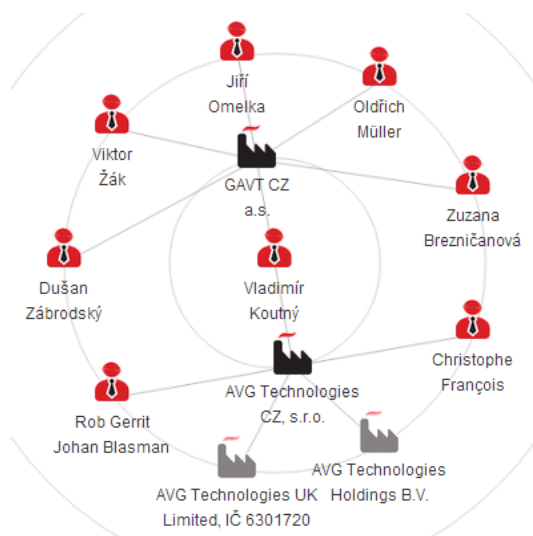 Jiří
Omelka
Oldřich
Müller
Viktor
Žák
GAVT CZ
a.s.
Zuzana
Brezničanová
Dušan
Zábrodský
Vladimír
Koutný
Christophe
François
AVG Technologies
CZ, s.r.o.
Rob Gerrit
Johan Blasman
AVG Technologies
Holdings B.V.
AVG Technologies UK
Limited, IČ 6301720